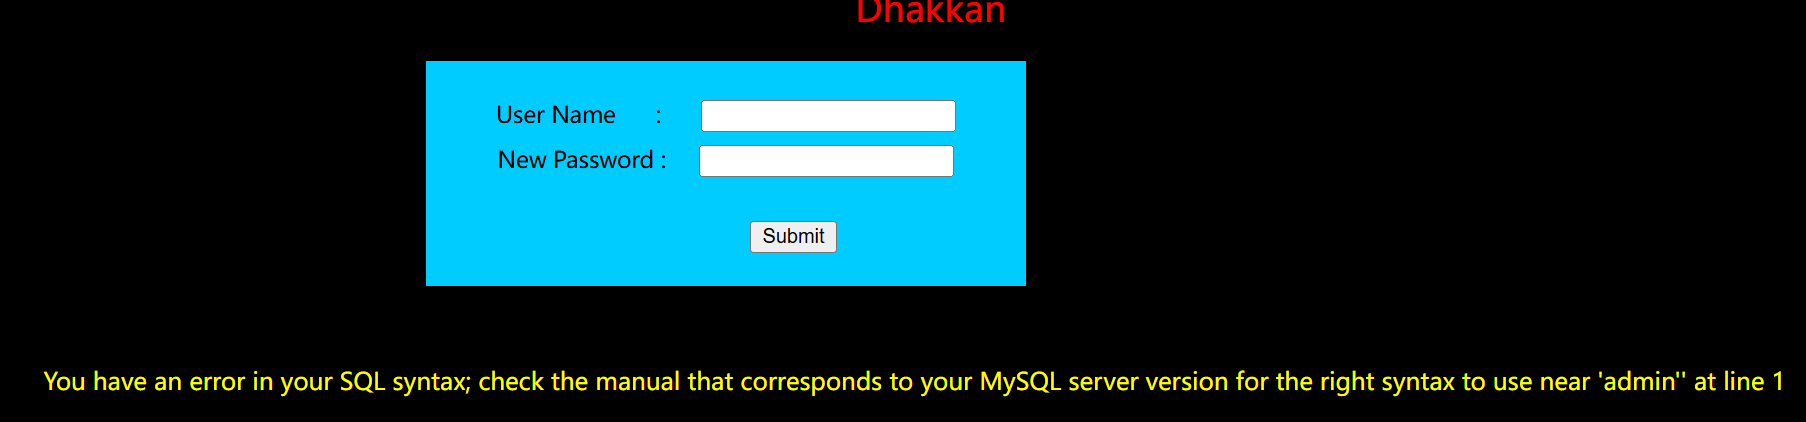 Dhakkan
User Name :
New Password :
Submit
You have an error in your SQL syntax; check the manual that corresponds to your MySQL server version for the right syntax to use near 'admin'' at line 1